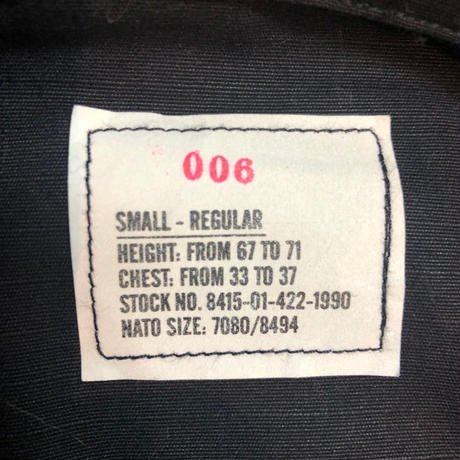 006
SMALL - REGULAR
HEIGHT: FROM 67 TO 71
CHEST: FROM 33 TO 37
STOCK NO. 8415-01-422-1990
NATO SIZE: 7080/8494